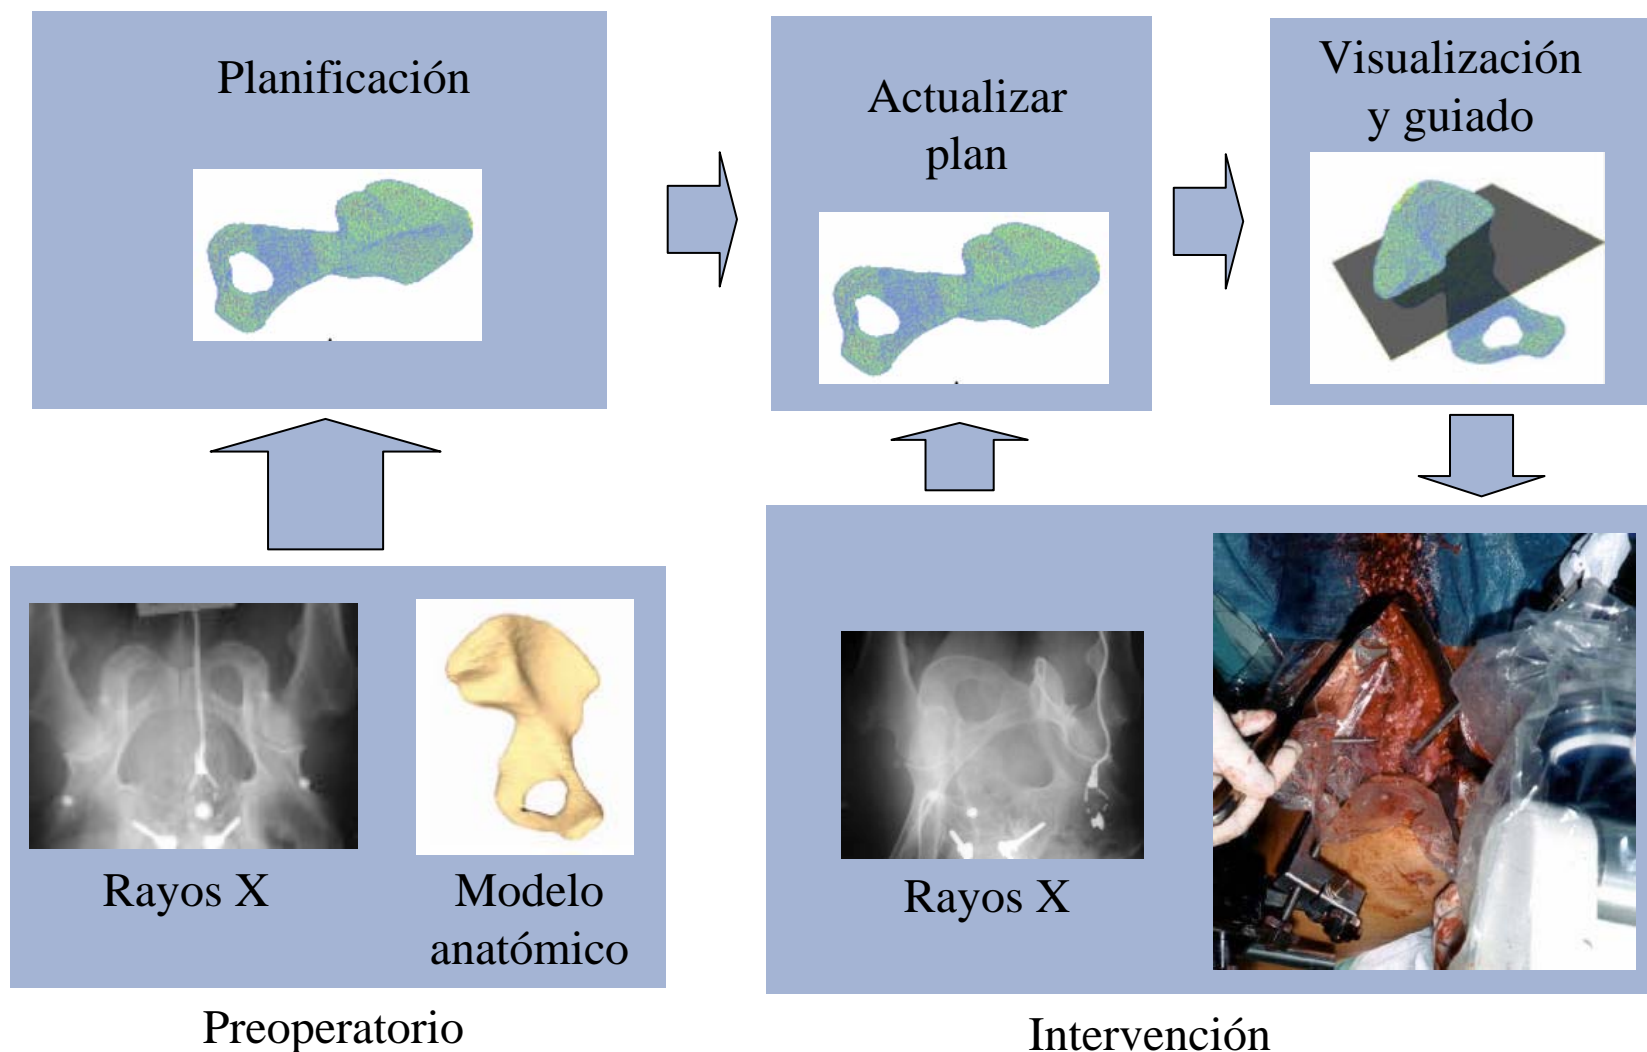 Planificación
Actualizar
plan
Visualización
y guiado
Rayos X
Modelo
anatómico
Rayos X
Preoperatorio
Intervención